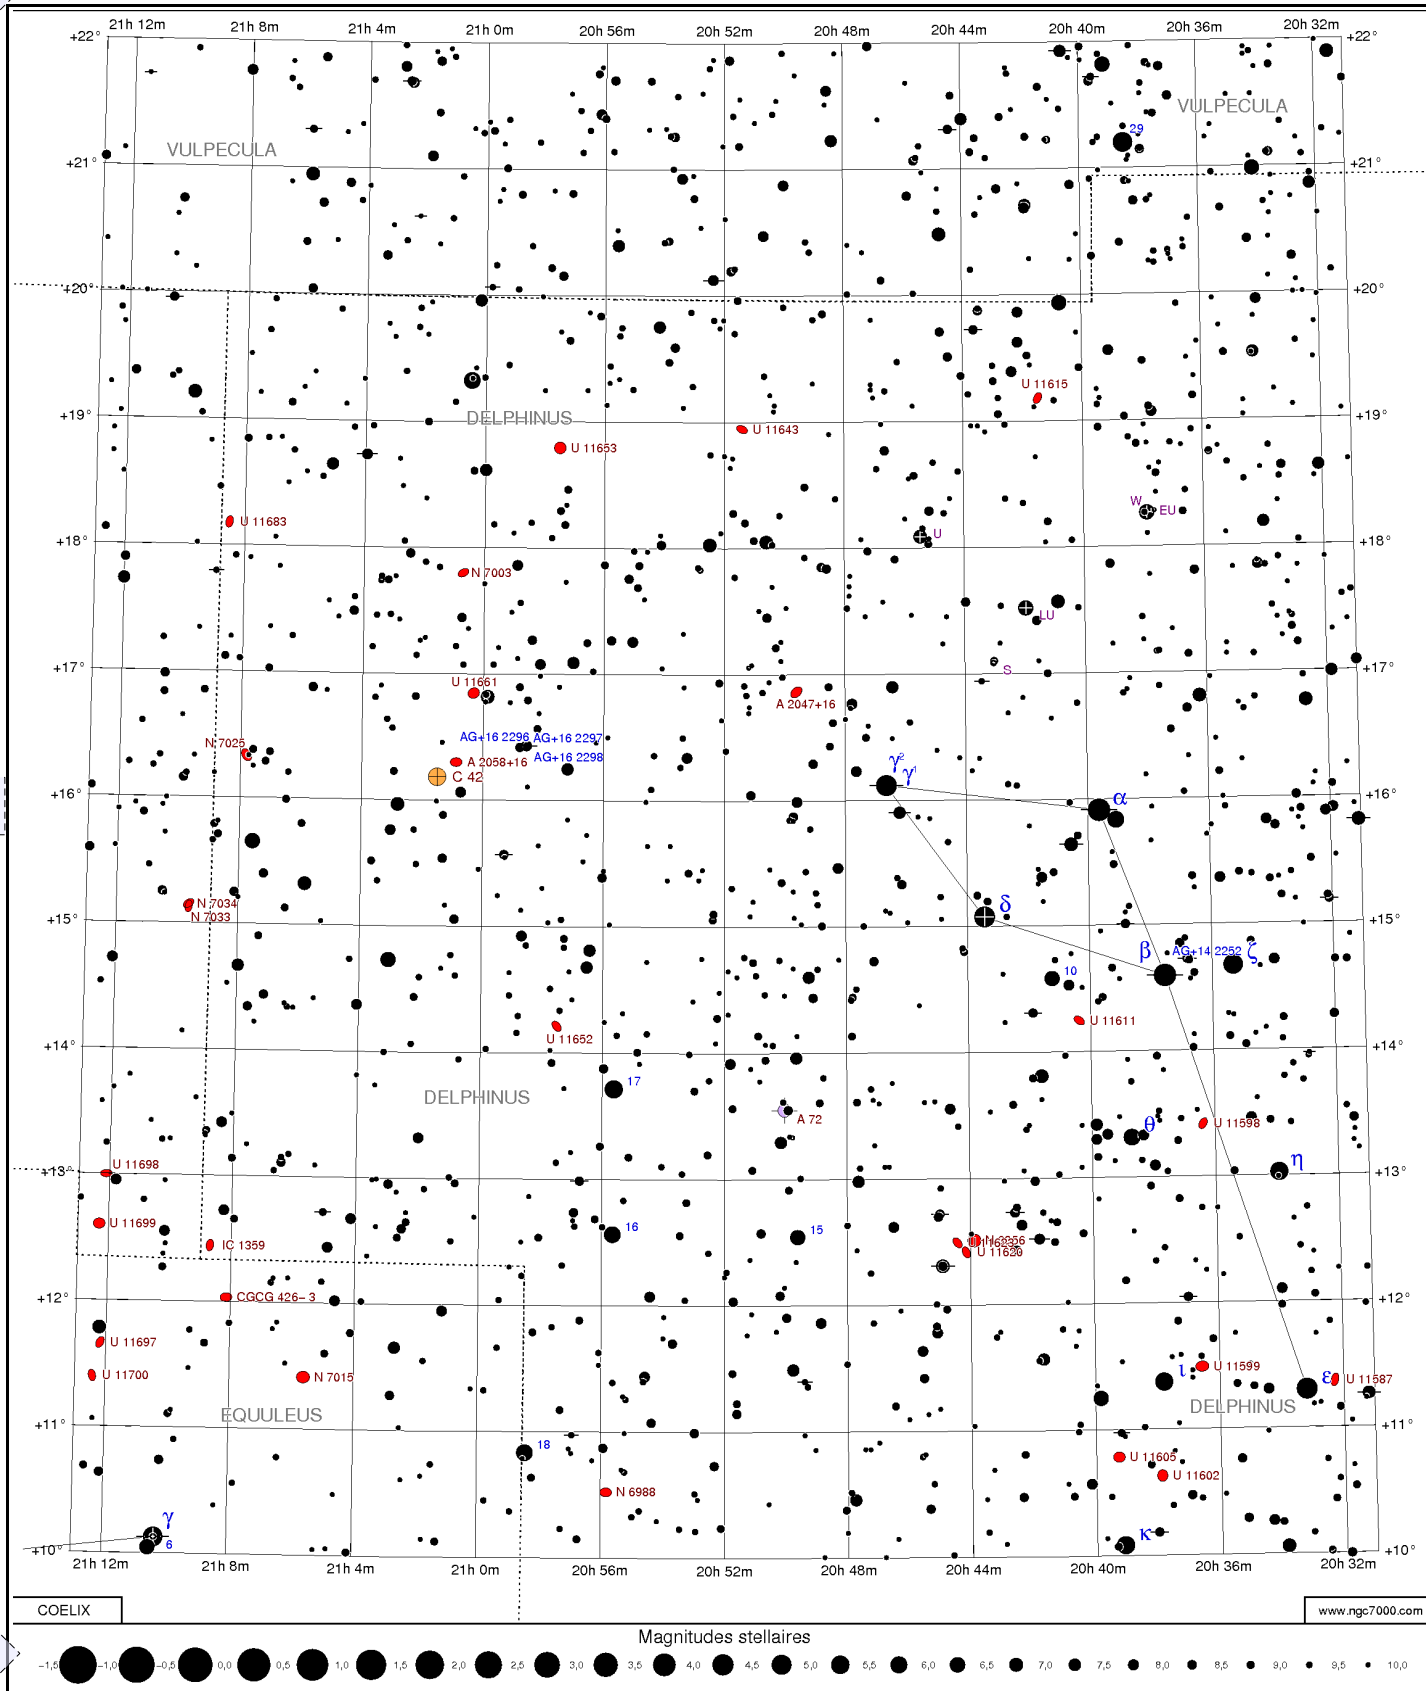 21h 12m 21h 8m 21h 4m 21h 0m 20h 56m 20h 52m 20h 48m 20h 44m 20h 40m 20h 36m 20h 32m
+22° +22°
VULPECULA
29
VULPECULA
+21° +21°
+20° +20°
U 11615
+19° DELPHINUS +19°
U 11643
U 11653
W
EU
U 11683
U
+18° +18°
N 7003
LU
S
+17° +17°
U 11661
A 2047+16
AG+16 2296 AG+16 2297
N 7025
AG+16 2298
A 2058+16
γ² γ¹
C 42
+16° α +16°
N 7034
δ
N 7033
+15° +15°
β AG+14 2252 ζ
10
U 11611
U 11652
+14° +14°
17
DELPHINUS
A 72
θ U 11598
U 11698
η
+13° +13°
U 11699
16 15
IC 1359
U 11620
CGCG 426-3
+12° +12°
U 11697
U 11599
ι
U 11700 N 7015
ε U 11587
DELPHINUS
EQUULEUS
+11° +11°
18
U 11605
U 11602
N 6988
γ
κ
6
+10° +10°
21h 12m 21h 8m 21h 4m 21h 0m 20h 56m 20h 52m 20h 48m 20h 44m 20h 40m 20h 36m 20h 32m
COELIX www.ngc7000.com
Magnitudes stellaires
-1,5 -1,0 -0,5 0,0 0,5 1,0 1,5 2,0 2,5 3,0 3,5 4,0 4,5 5,0 5,5 6,0 6,5 7,0 7,5 8,0 8,5 9,0 9,5 10,0